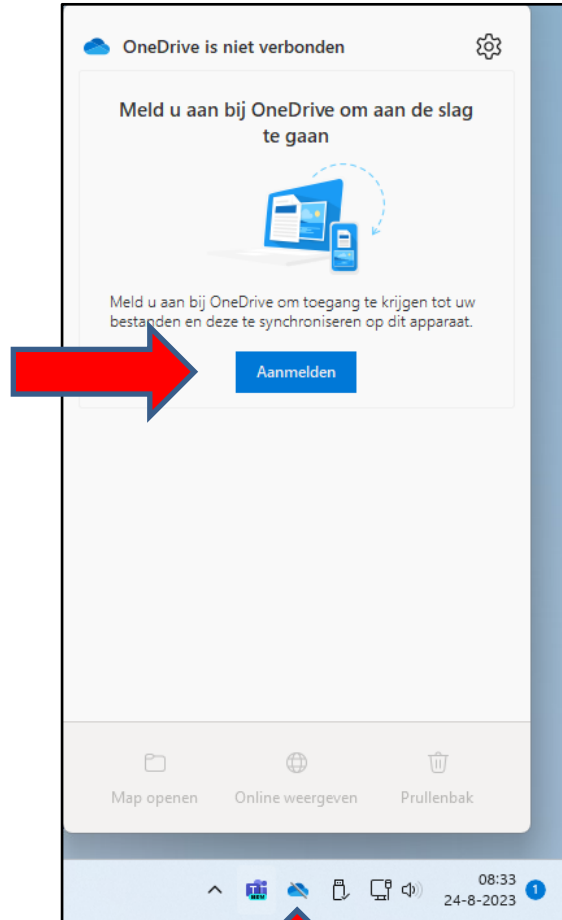 OneDrive is niet verbonden
Meld u aan bij OneDrive om aan de slag
te gaan
Meld u aan bij OneDrive om toegang te krijgen tot uw
bestanden en deze te synchroniseren op dit apparaat.
Aanmelden
Map openen
Online weergeven
Prullenbak
NEW
08:33
24-8-2023
1